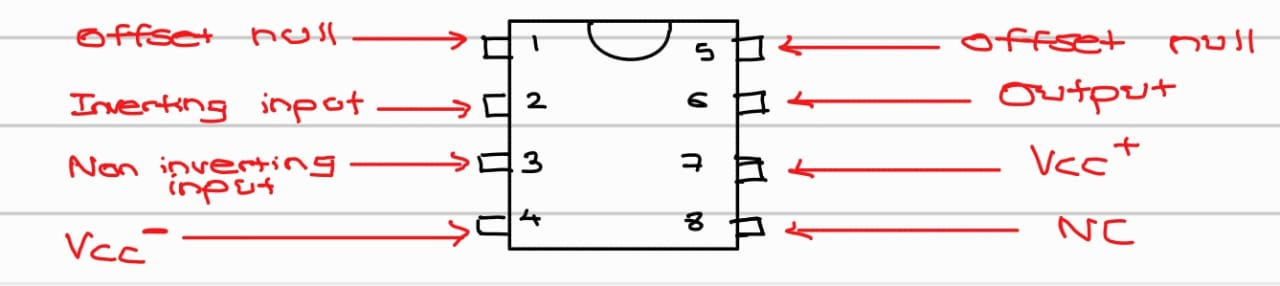 offset null 1 5 offset null
Inverting input 2 6 Output
Non inverting 3 7 Vcc+
input
Vcc- 4 8 NC